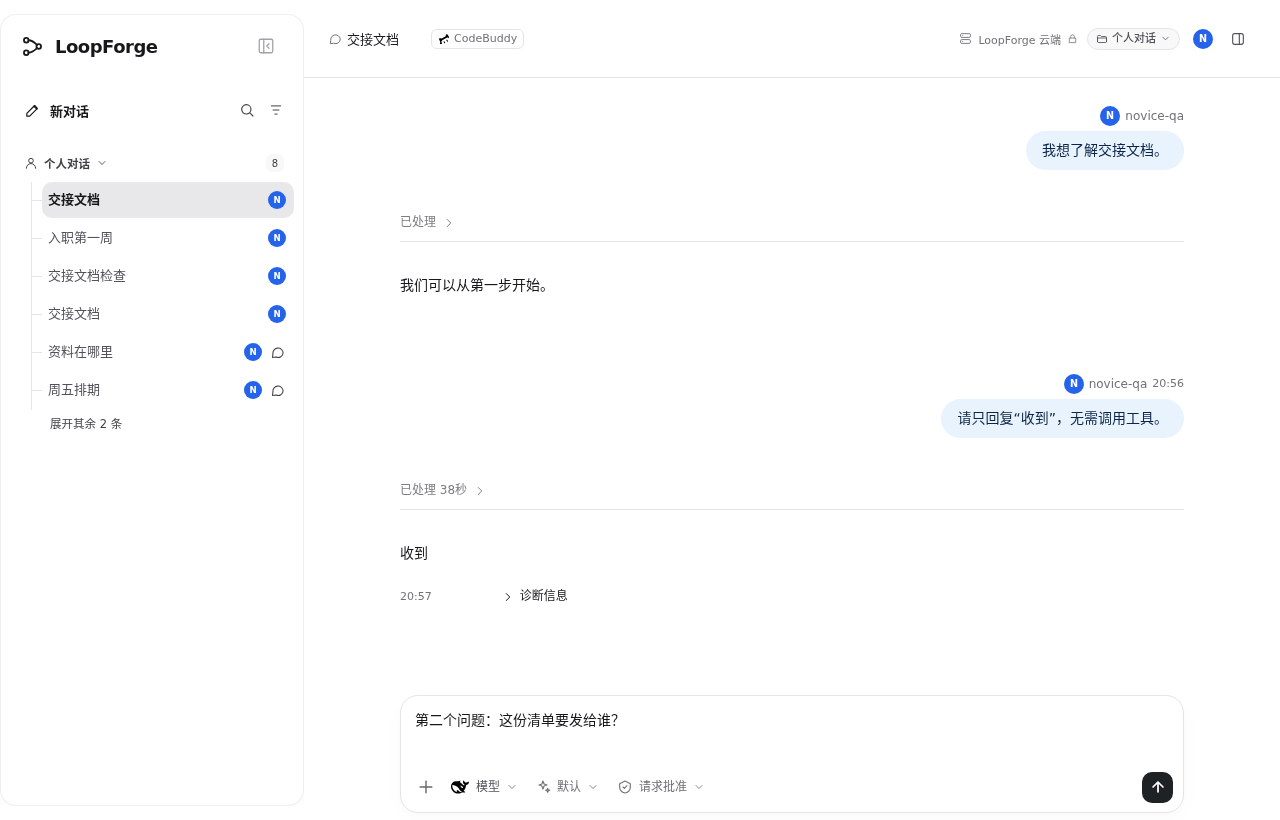 LoopForge
新对话
个人对话 8
交接文档 N
入职第一周 N
交接文档检查 N
交接文档 N
资料在哪里 N
周五排期 N
展开其余 2 条
交接文档 CodeBuddy LoopForge 云端 个人对话 N
N novice-qa
我想了解交接文档。
已处理
我们可以从第一步开始。
N novice-qa 20:56
请只回复“收到”，无需调用工具。
已处理 38秒
收到
20:57 诊断信息
第二个问题：这份清单要发给谁？
模型 默认 请求批准